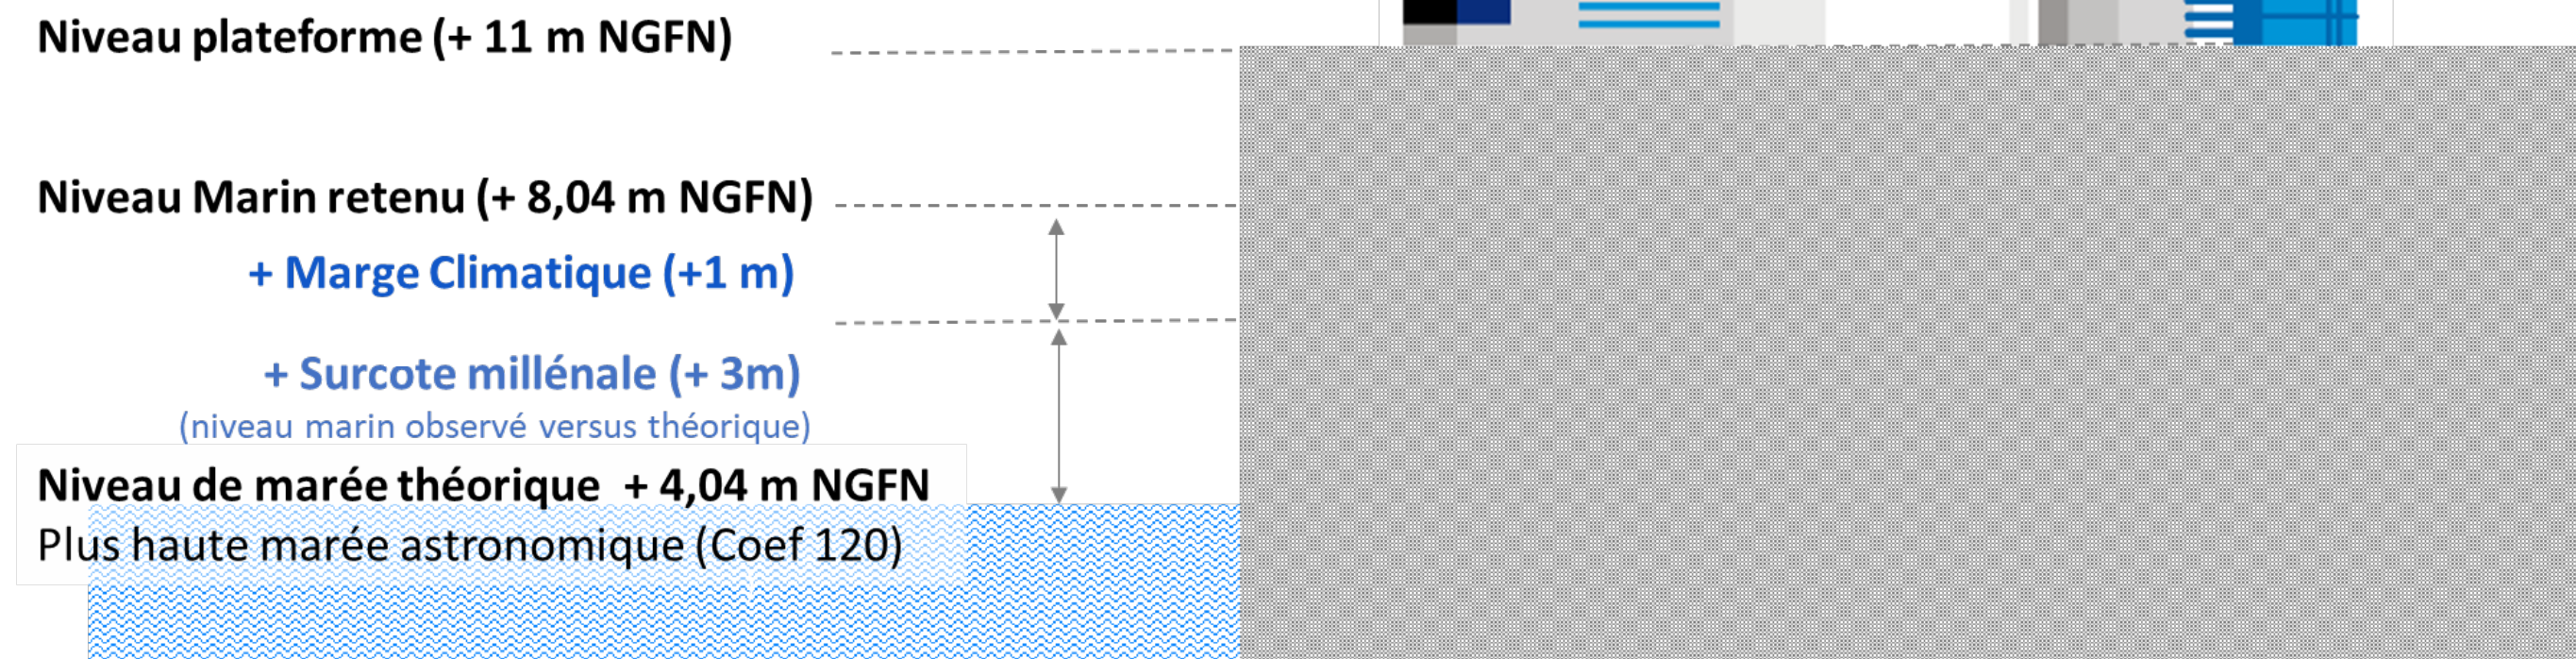 Niveau plateforme (+ 11 m NGFN)
Niveau Marin retenu (+ 8,04 m NGFN)
+ Marge Climatique (+1 m)
+ Surcote millénale (+ 3m)
(niveau marin observé versus théorique)
Niveau de marée théorique + 4,04 m NGFN
Plus haute marée astronomique (Coef 120)